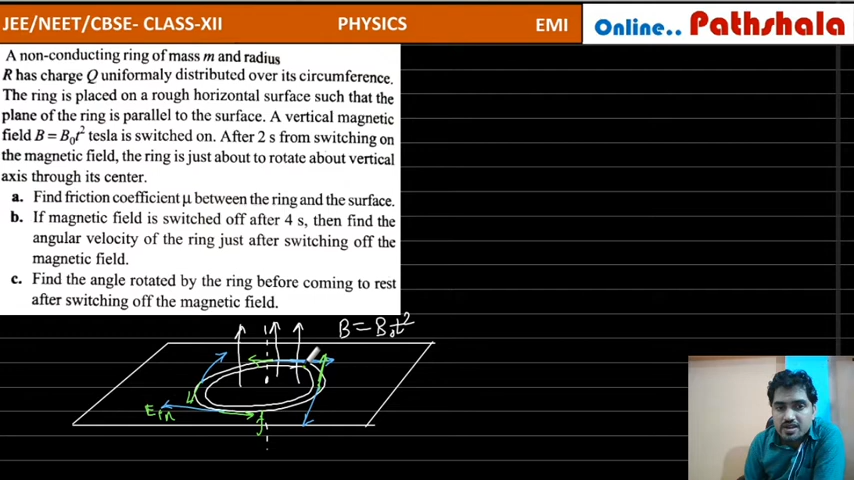 JEE/NEET/CBSE- CLASS-XII PHYSICS EMI Online.. Pathshala
A non-conducting ring of mass m and radius
R has charge Q uniformaly distributed over its circumference.
The ring is placed on a rough horizontal surface such that the
plane of the ring is parallel to the surface. A vertical magnetic
field B = B₀t² tesla is switched on. After 2 s from switching on
the magnetic field, the ring is just about to rotate about vertical
axis through its center.
a. Find friction coefficient μ between the ring and the surface.
b. If magnetic field is switched off after 4 s, then find the
angular velocity of the ring just after switching off the
magnetic field.
c. Find the angle rotated by the ring before coming to rest
after switching off the magnetic field.
B = B₀t²
Ein
f